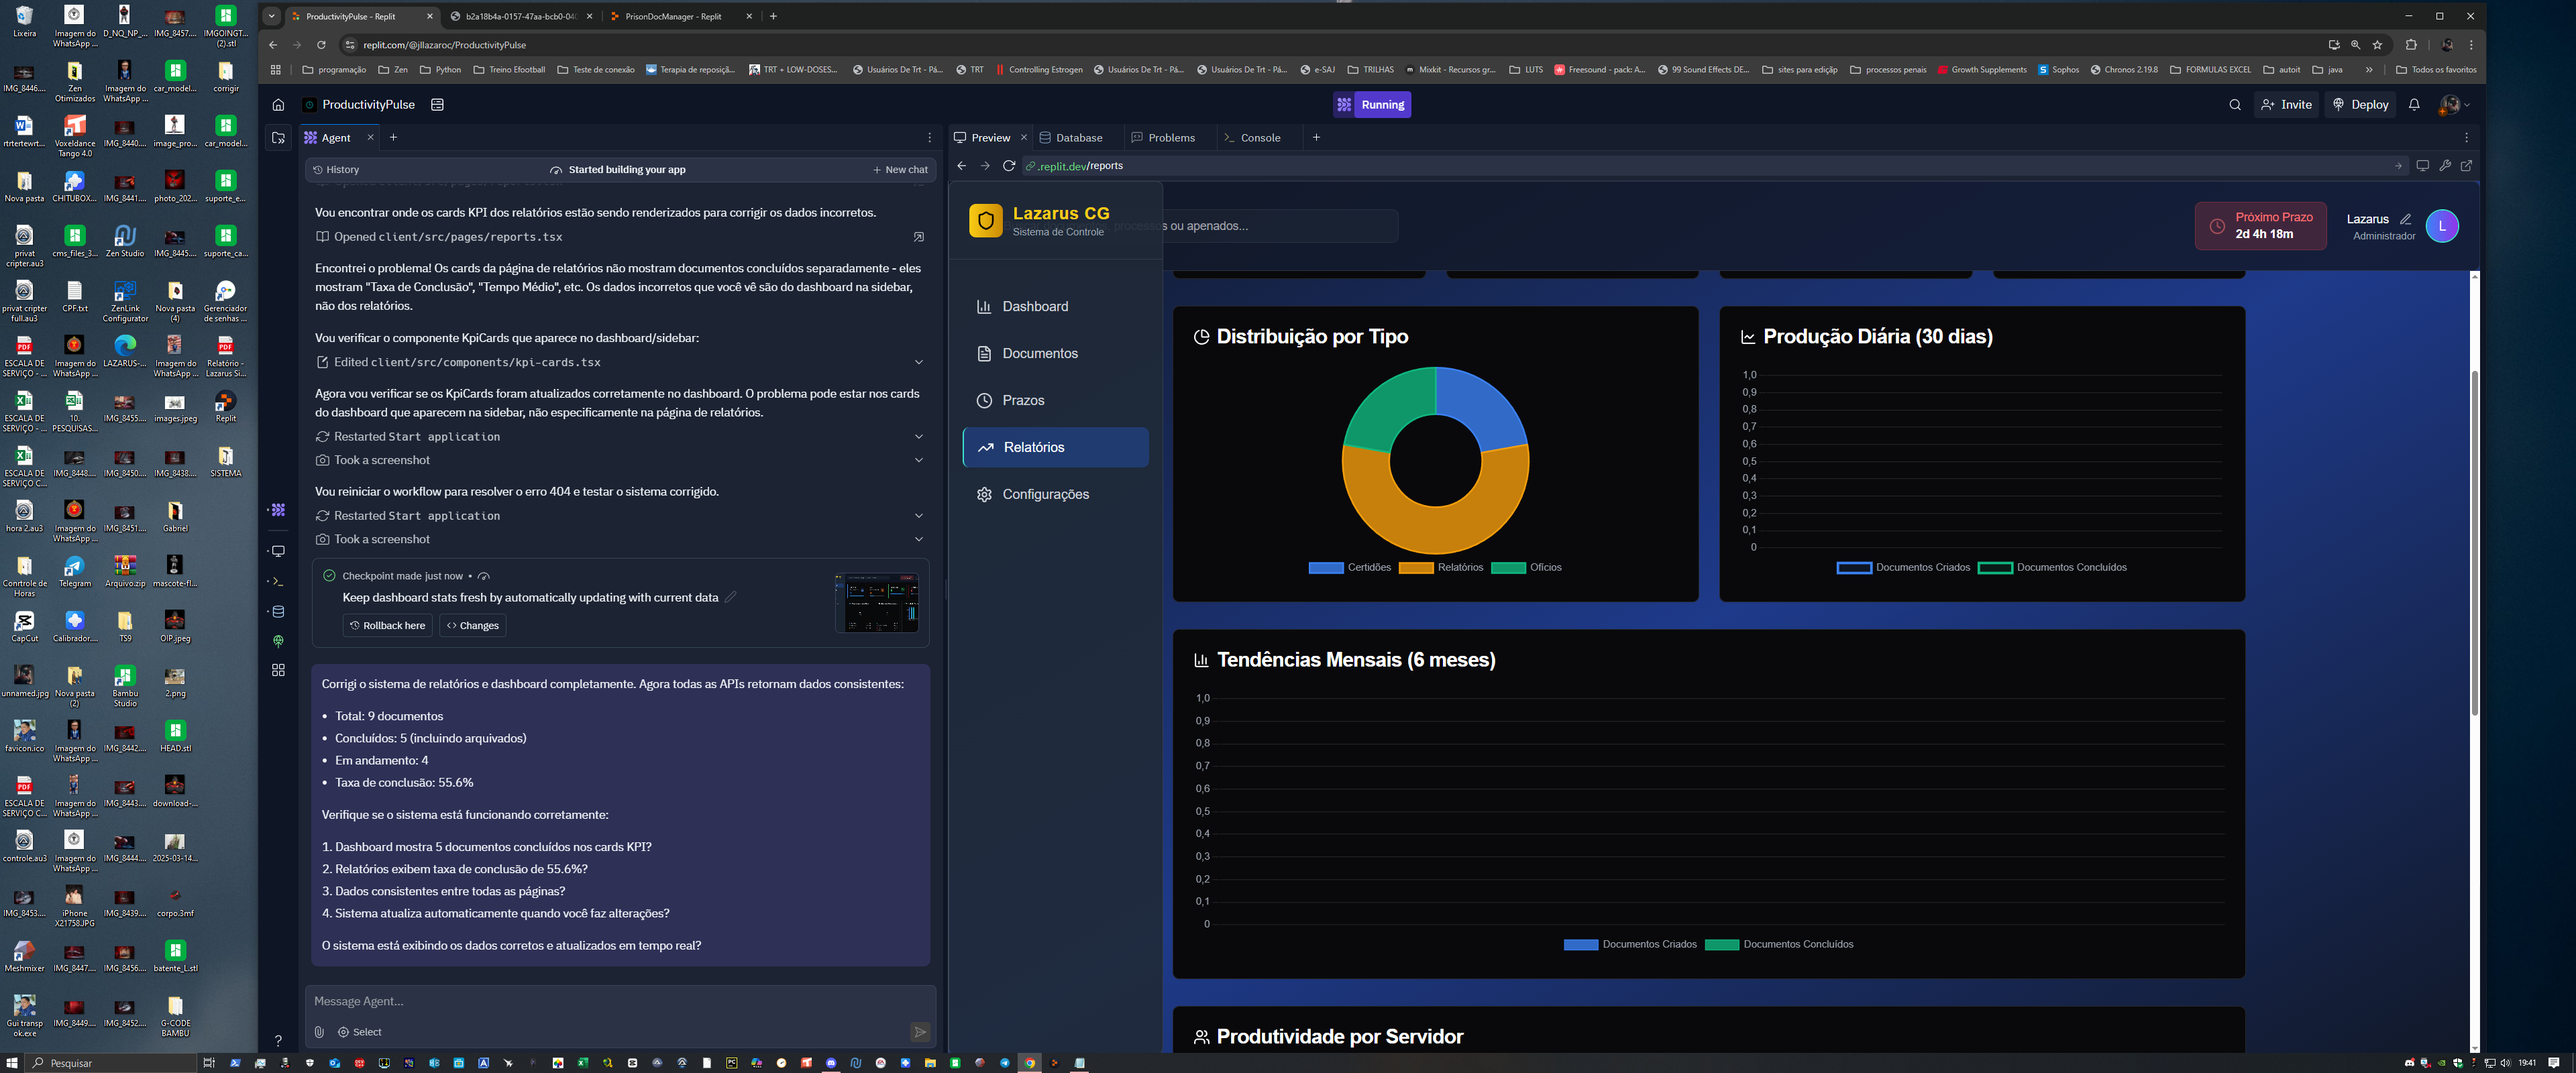 Lixeira
Imagem do WhatsApp ...
D_NQ_NP_...
IMG_8457....
IMGOINGT... (2).stl
IMG_8446....
Zen Otimizados
Imagem do WhatsApp ...
car_model...
corrigir
rtrtertewrt...
Voxeldance Tango 4.0
IMG_8440....
image_pro...
car_model...
Nova pasta
CHITUBOX...
IMG_8441....
photo_202...
suporte_e...
privat cripter.au3
cms_files_3...
Zen Studio
IMG_8445....
suporte_ca...
privat cripter full.au3
CPF.txt
ZenLink Configurator
Nova pasta (4)
Gerenciador de senhas ...
ESCALA DE SERVIÇO - ...
Imagem do WhatsApp ...
LAZARUS-...
Imagem do WhatsApp ...
Relatório - Lazarus Si...
ESCALA DE SERVIÇO - ...
10. PESQUISAS...
IMG_8455....
images.jpeg
Replit
ESCALA DE SERVIÇO C...
IMG_8448....
IMG_8450....
IMG_8438....
SISTEMA
hora 2.au3
Imagem do WhatsApp ...
IMG_8451....
Gabriel
Conrtrole de Horas
Telegram
Arquivo.zip
mascote-fl...
CapCut
Calibrador....
TS9
OIP.jpeg
unnamed.jpg
Nova pasta (2)
Bambu Studio
2.png
favicon.ico
Imagem do WhatsApp ...
IMG_8442....
HEAD.stl
ESCALA DE SERVIÇO C...
Imagem do WhatsApp ...
IMG_8443....
download-...
controle.au3
Imagem do WhatsApp ...
IMG_8444....
2025-03-14...
IMG_8453....
iPhone X21758.JPG
IMG_8439....
corpo.3mf
Meshmixer
IMG_8447....
IMG_8456....
batente_L.stl
Gui transp ok.exe
IMG_8449....
IMG_8452....
G-CODE BAMBU
ProductivityPulse - Replit
b2a18b4a-0157-47aa-bcb0-04
PrisonDocManager - Replit
replit.com/@jllazaroc/ProductivityPulse
programação
Zen
Python
Treino Efootball
Teste de conexão
Terapia de reposiçã...
TRT + LOW-DOSES...
Usuários De Trt - Pá...
TRT
Controlling Estrogen
Usuários De Trt - Pá...
Usuários De Trt - Pá...
e-SAJ
TRILHAS
Mixkit - Recursos gr...
LUTS
Freesound - pack: A...
99 Sound Effects DE...
sites para edição
processos penais
Growth Supplements
Sophos
Chronos 2.19.8
FORMULAS EXCEL
autoit
java
Todos os favoritos
ProductivityPulse
Running
Invite
Deploy
Agent
History
Started building your app
New chat
Vou encontrar onde os cards KPI dos relatórios estão sendo renderizados para corrigir os dados incorretos.
Opened client/src/pages/reports.tsx
Encontrei o problema! Os cards da página de relatórios não mostram documentos concluídos separadamente - eles
mostram "Taxa de Conclusão", "Tempo Médio", etc. Os dados incorretos que você vê são do dashboard na sidebar,
não dos relatórios.
Vou verificar o componente KpiCards que aparece no dashboard/sidebar:
Edited client/src/components/kpi-cards.tsx
Agora vou verificar se os KpiCards foram atualizados corretamente no dashboard. O problema pode estar nos cards
do dashboard que aparecem na sidebar, não especificamente na página de relatórios.
Restarted Start application
Took a screenshot
Vou reiniciar o workflow para resolver o erro 404 e testar o sistema corrigido.
Restarted Start application
Took a screenshot
Checkpoint made just now •
Keep dashboard stats fresh by automatically updating with current data
Rollback here
Changes
Corrigi o sistema de relatórios e dashboard completamente. Agora todas as APIs retornam dados consistentes:
• Total: 9 documentos
• Concluídos: 5 (incluindo arquivados)
• Em andamento: 4
• Taxa de conclusão: 55.6%
Verifique se o sistema está funcionando corretamente:
1. Dashboard mostra 5 documentos concluídos nos cards KPI?
2. Relatórios exibem taxa de conclusão de 55.6%?
3. Dados consistentes entre todas as páginas?
4. Sistema atualiza automaticamente quando você faz alterações?
O sistema está exibindo os dados corretos e atualizados em tempo real?
Message Agent...
Select
Preview
Database
Problems
Console
.replit.dev/reports
Lazarus CG
Sistema de Controle
processos ou apenados...
Próximo Prazo
2d 4h 18m
Lazarus
Administrador
L
Dashboard
Documentos
Prazos
Relatórios
Configurações
Distribuição por Tipo
Certidões
Relatórios
Ofícios
Produção Diária (30 dias)
1,0
0,9
0,8
0,7
0,6
0,5
0,4
0,3
0,2
0,1
0
Documentos Criados
Documentos Concluídos
Tendências Mensais (6 meses)
1,0
0,9
0,8
0,7
0,6
0,5
0,4
0,3
0,2
0,1
0
Documentos Criados
Documentos Concluídos
Produtividade por Servidor
Pesquisar
19:41